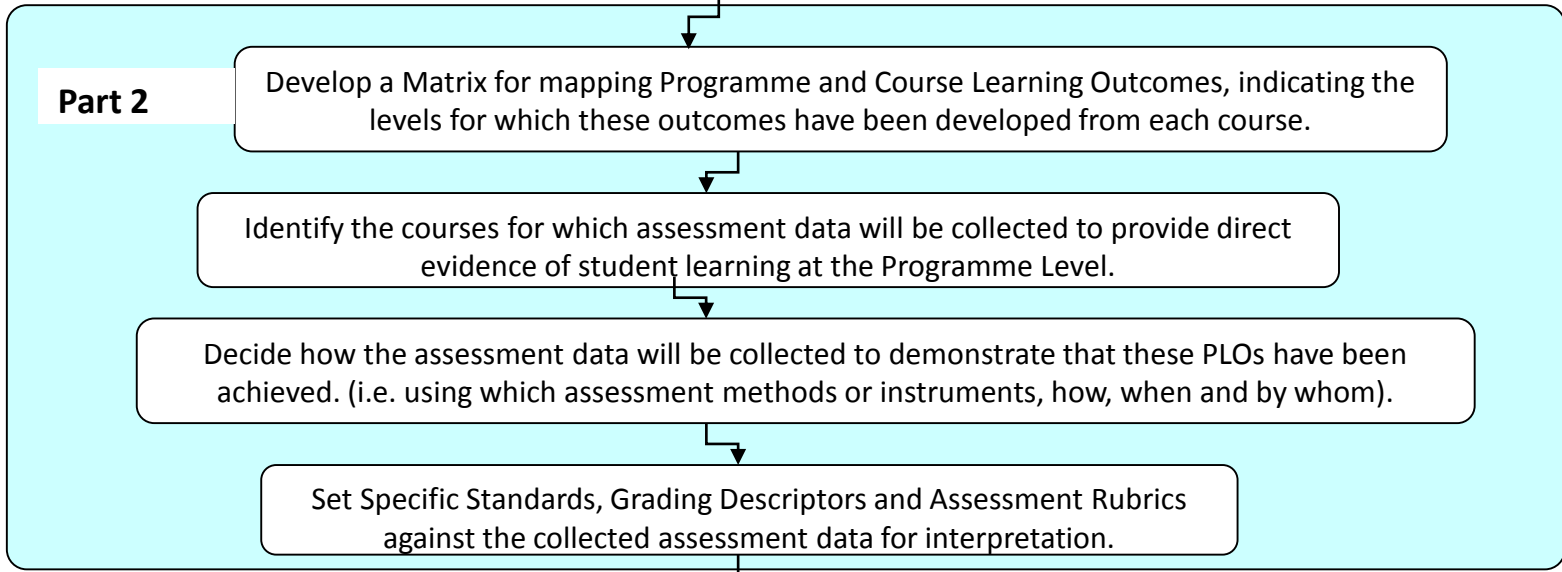 Part 2
Develop a Matrix for mapping Programme and Course Learning Outcomes, indicating the
levels for which these outcomes have been developed from each course.
Identify the courses for which assessment data will be collected to provide direct
evidence of student learning at the Programme Level.
Decide how the assessment data will be collected to demonstrate that these PLOs have been
achieved. (i.e. using which assessment methods or instruments, how, when and by whom).
Set Specific Standards, Grading Descriptors and Assessment Rubrics
against the collected assessment data for interpretation.